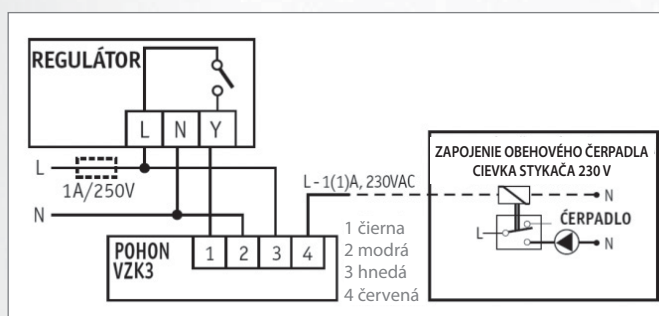 REGULÁTOR
L N Y
L
1A/250V
N
POHON
VZK3
1 2 3 4
L - 1(1)A, 230VAC
1 čierna
2 modrá
3 hnedá
4 červená
ZAPOJENIE OBEHOVÉHO ČERPADLA
CIEVKA STYKAČA 230 V
N
ČERPADLO
L
N